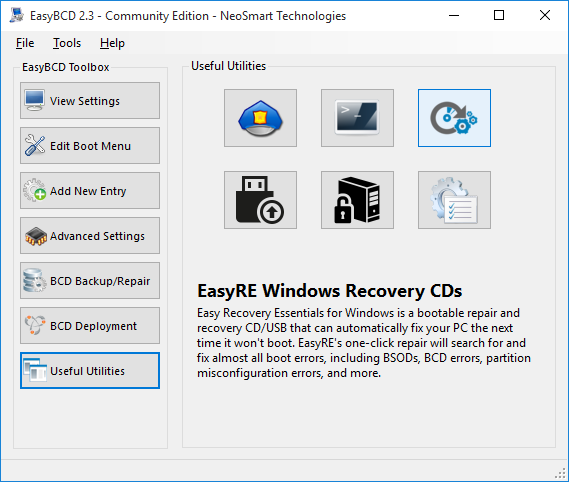 EasyBCD 2.3 - Community Edition - NeoSmart Technologies
File Tools Help
EasyBCD Toolbox
View Settings
Edit Boot Menu
Add New Entry
Advanced Settings
BCD Backup/Repair
BCD Deployment
Useful Utilities
Useful Utilities
EasyRE Windows Recovery CDs
Easy Recovery Essentials for Windows is a bootable repair and
recovery CD/USB that can automatically fix your PC the next
time it won't boot. EasyRE's one-click repair will search for and
fix almost all boot errors, including BSODs, BCD errors, partition
misconfiguration errors, and more.